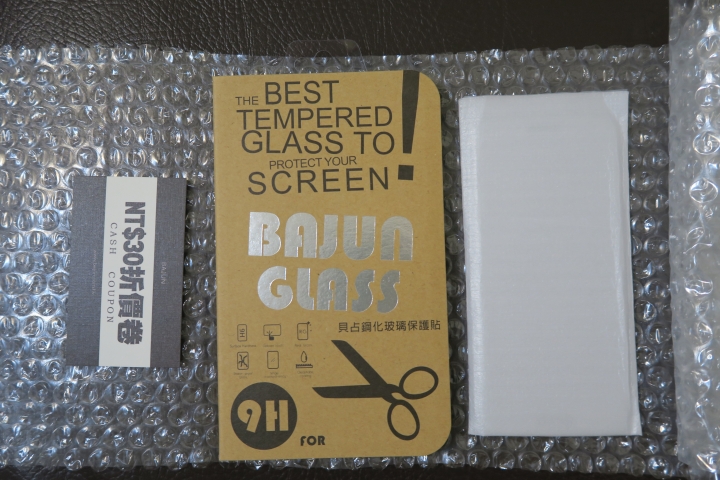 THE BEST
TEMPERED
GLASS TO
PROTECT YOUR
SCREEN
!
BAJUN
GLASS
貝占鋼化玻璃保護貼
9H
FOR
NT$30折價卷
CASH COUPON